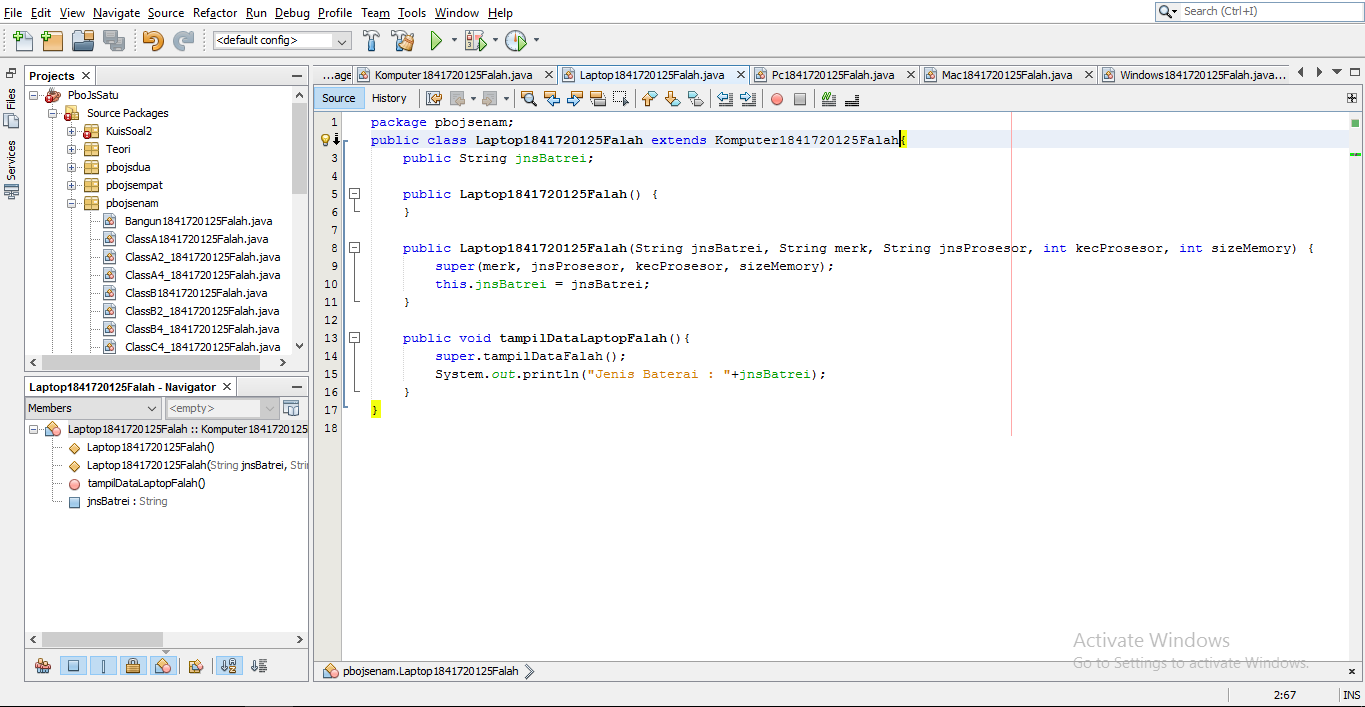 File Edit View Navigate Source Refactor Run Debug Profile Team Tools Window Help
Search (Ctrl+I)
<default config>
Projects
Files
Services
PboJsSatu
Source Packages
KuisSoal2
Teori
pbojsdua
pbojsempat
pbojsenam
Bangun1841720125Falah.java
ClassA1841720125Falah.java
ClassA2_1841720125Falah.java
ClassA4_1841720125Falah.java
ClassB1841720125Falah.java
ClassB2_1841720125Falah.java
ClassB4_1841720125Falah.java
ClassC4_1841720125Falah.java
Laptop1841720125Falah - Navigator
Members
<empty>
Laptop1841720125Falah :: Komputer1841720125
Laptop1841720125Falah()
Laptop1841720125Falah(String jnsBatrei, Stri
tampilDataLaptopFalah()
jnsBatrei : String
...age Komputer1841720125Falah.java Laptop1841720125Falah.java Pc1841720125Falah.java Mac1841720125Falah.java Windows1841720125Falah.java...
Source History
1 package pbojsenam;
public class Laptop1841720125Falah extends Komputer1841720125Falah{
3 public String jnsBatrei;
4
5 public Laptop1841720125Falah() {
6 }
7
8 public Laptop1841720125Falah(String jnsBatrei, String merk, String jnsProsesor, int kecProsesor, int sizeMemory) {
9 super(merk, jnsProsesor, kecProsesor, sizeMemory);
10 this.jnsBatrei = jnsBatrei;
11 }
12
13 public void tampilDataLaptopFalah(){
14 super.tampilDataFalah();
15 System.out.println("Jenis Baterai : "+jnsBatrei);
16 }
17 }
18
Activate Windows
Go to Settings to activate Windows.
pbojsenam.Laptop1841720125Falah
2:67 INS